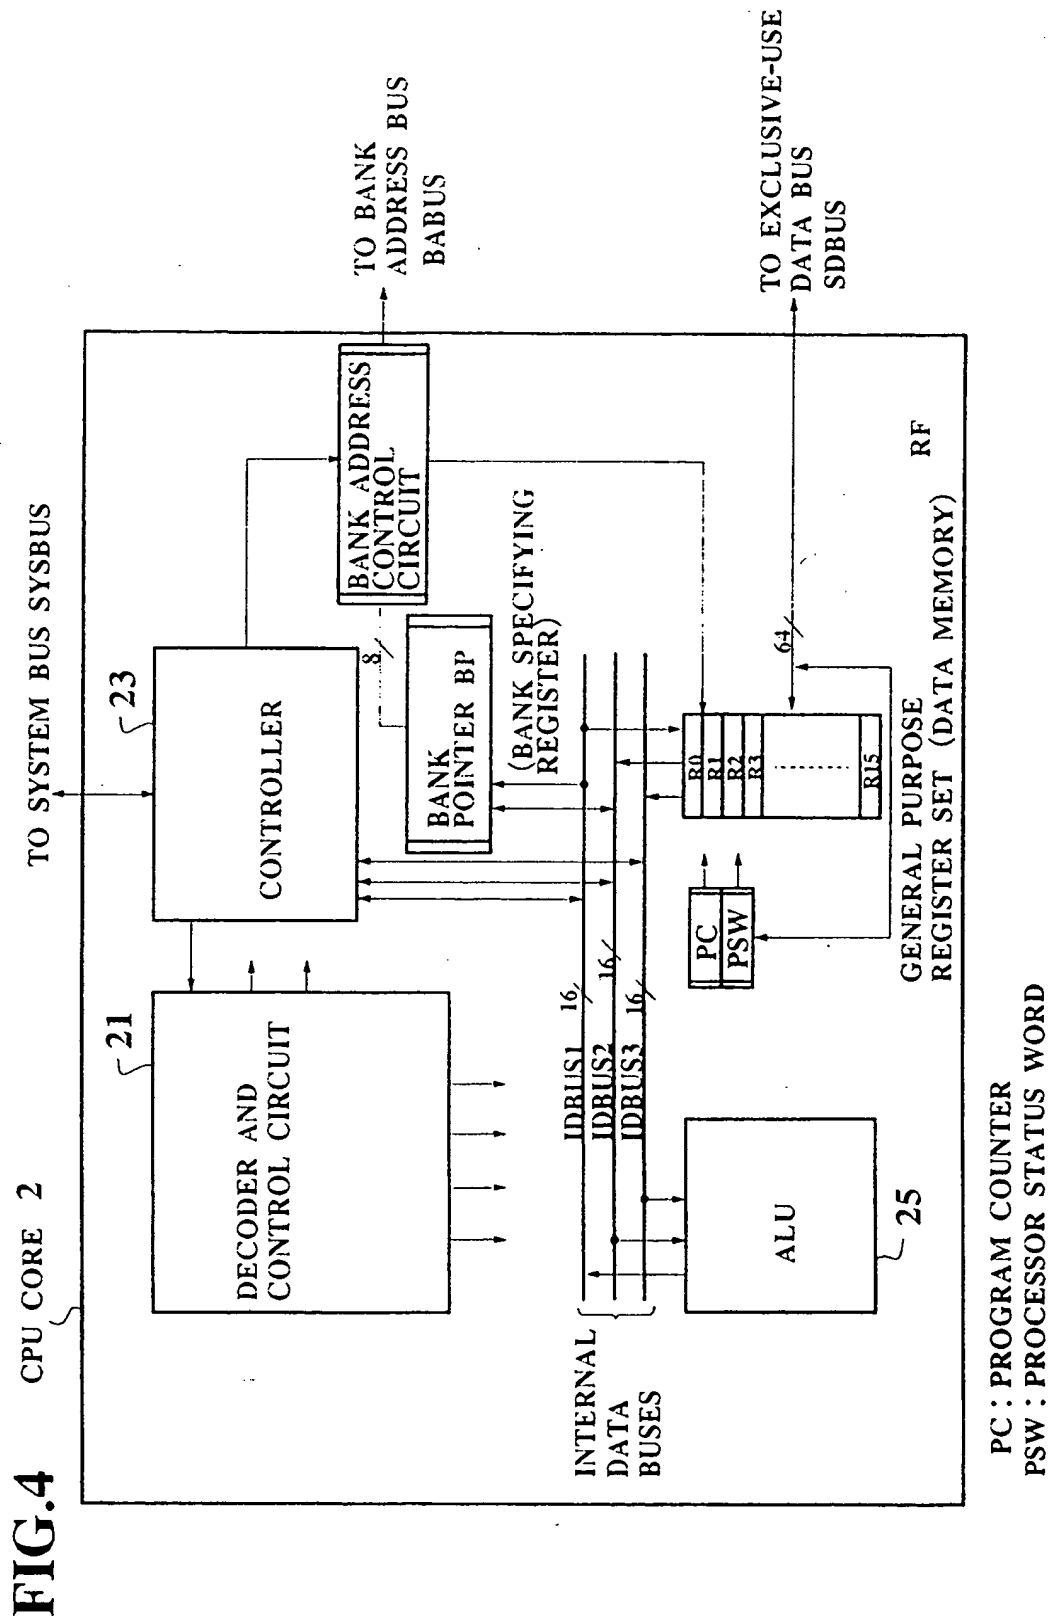 FIG.4
CPU CORE 2
TO SYSTEM BUS SYSBUS
21
DECODER AND
CONTROL CIRCUIT
23
CONTROLLER
BANK ADDRESS
CONTROL
CIRCUIT
TO BANK
ADDRESS BUS
BABUS
8
BANK
POINTER BP
(BANK SPECIFYING
REGISTER)
INTERNAL
DATA
BUSES
IDBUS1
IDBUS2
IDBUS3
16
16
16
ALU
25
PC
PSW
R0
R1
R2
R3
R15
64
TO EXCLUSIVE-USE
DATA BUS
SDBUS
GENERAL PURPOSE
REGISTER SET (DATA MEMORY)
RF
PC : PROGRAM COUNTER
PSW : PROCESSOR STATUS WORD